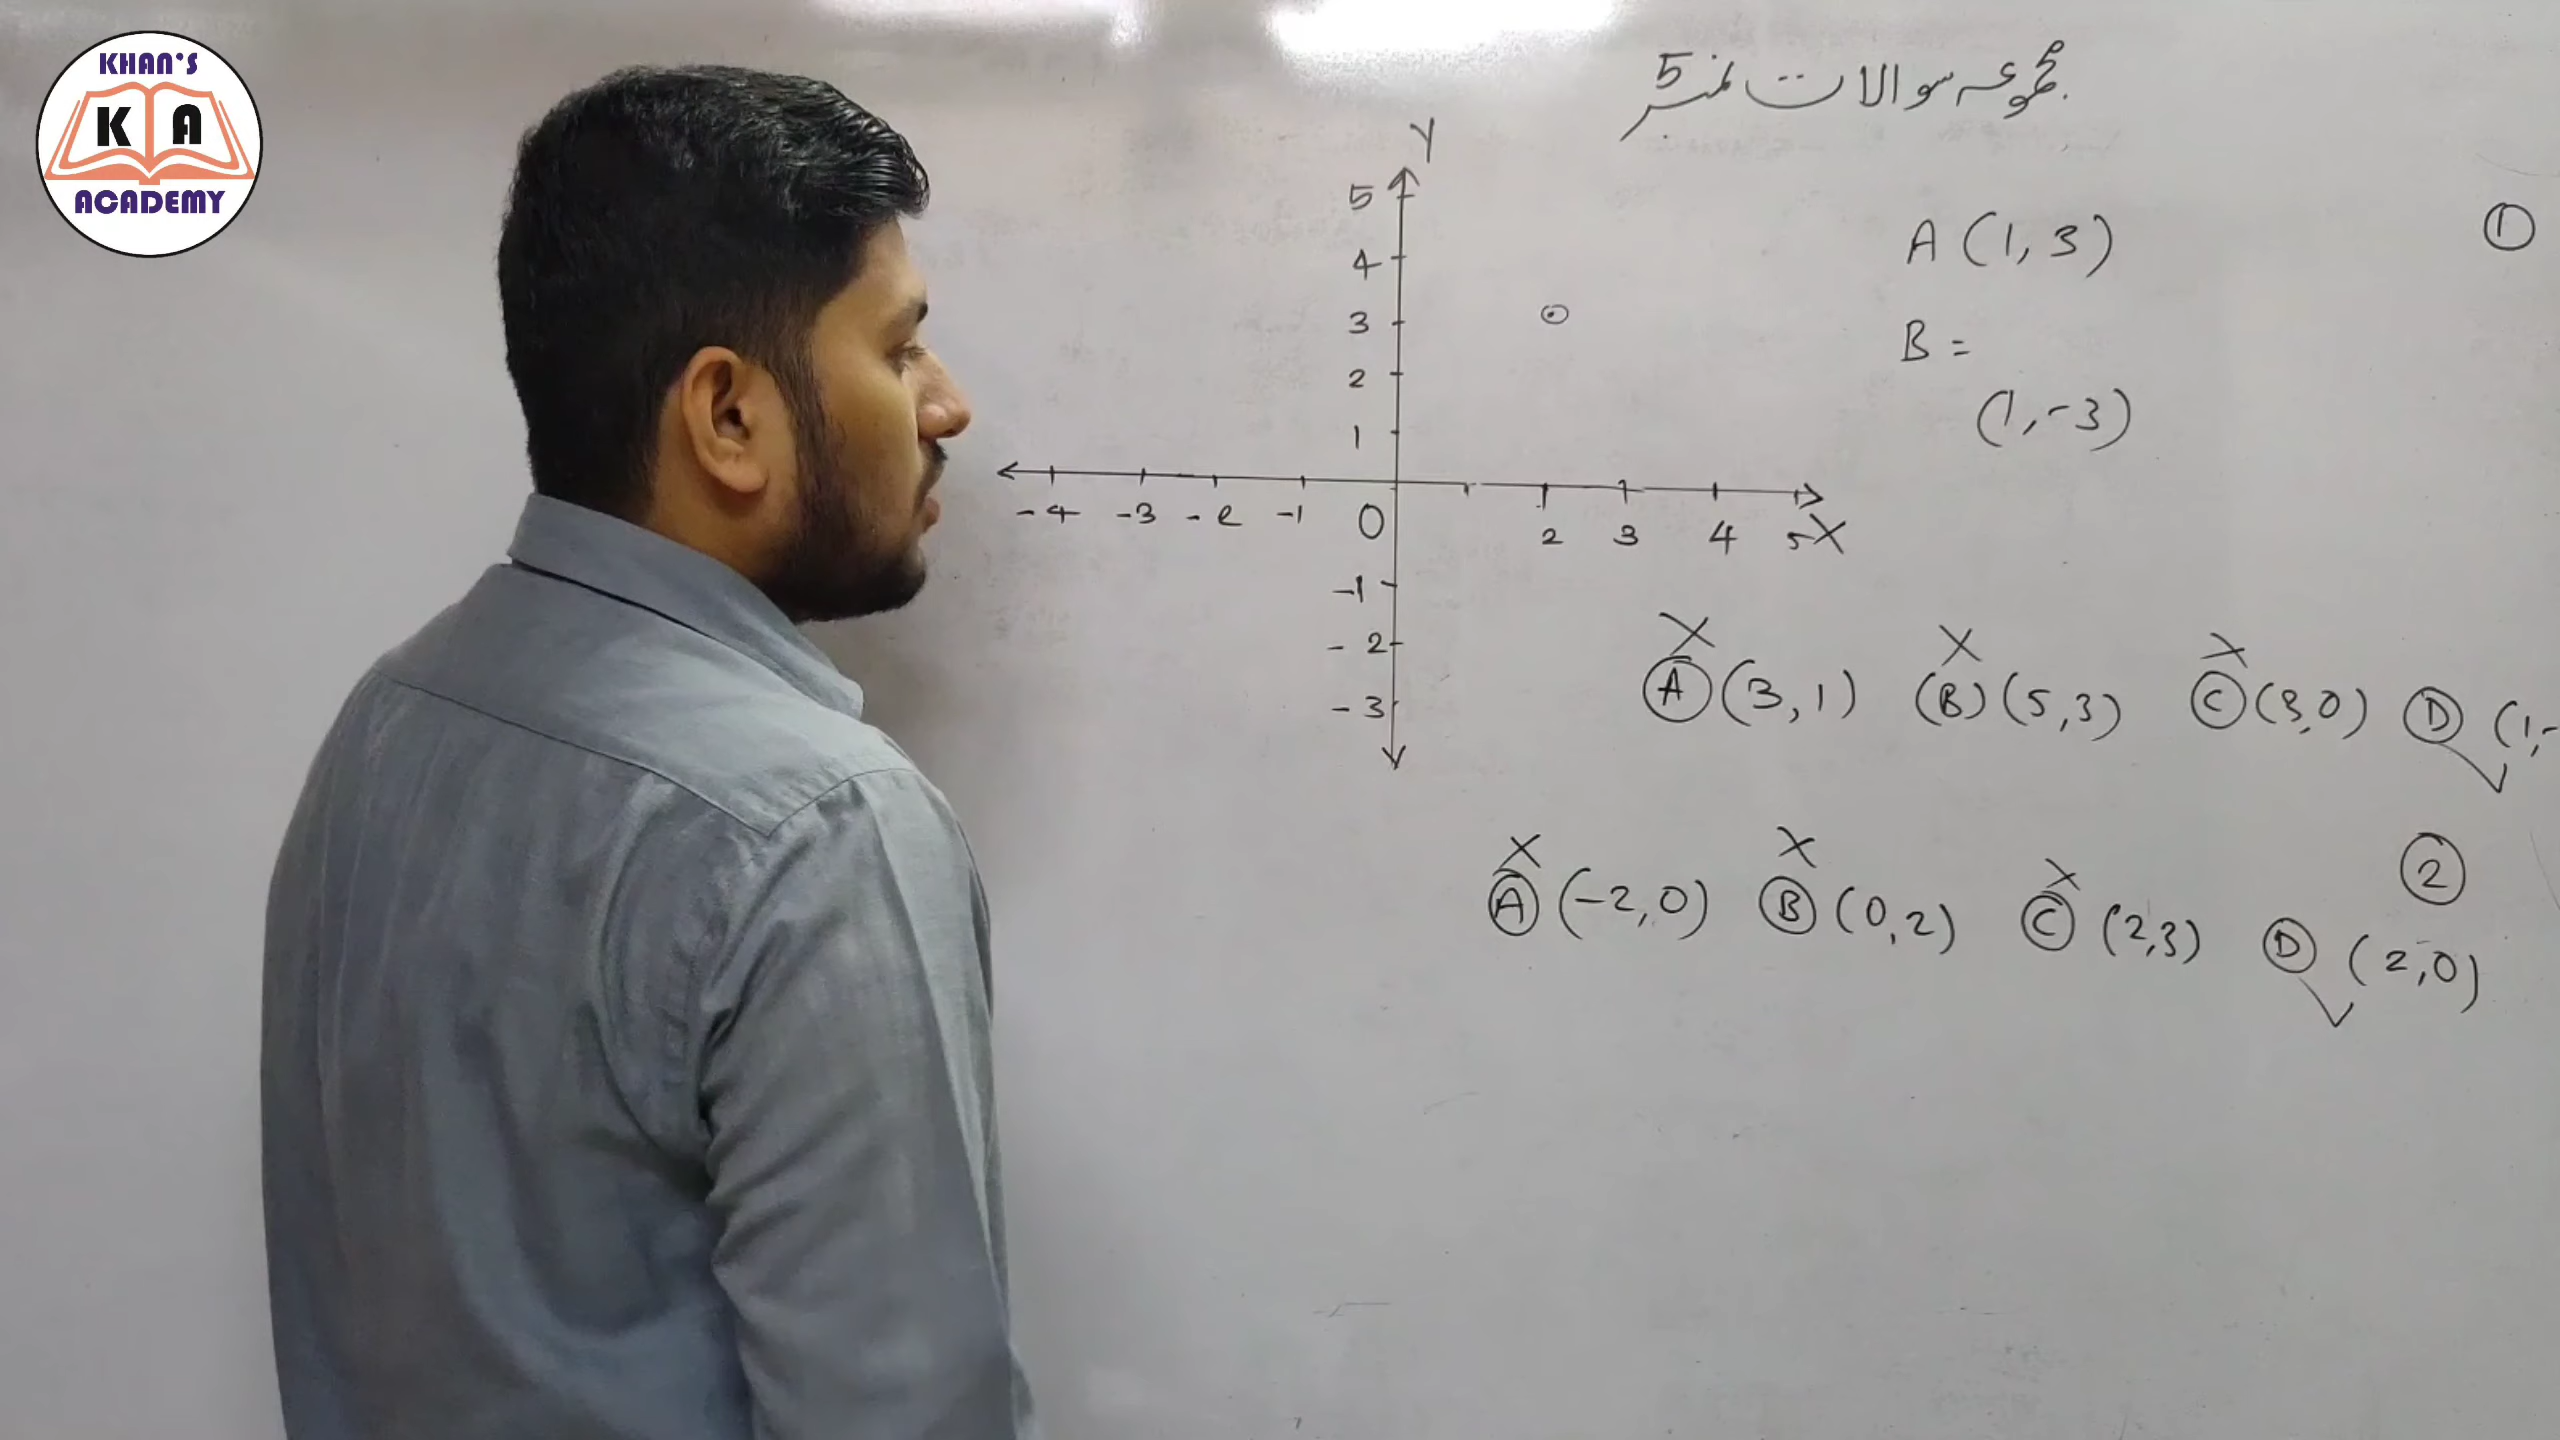 KHAN'S
K A
ACADEMY
مجموعہ سوالات نمبر 5
Y
5
4
3
2
1
-4 -3 -2 -1 0 2 3 4 5 X
-1
-2
-3
A (1, 3)
①
B =
(1, -3)
X X X
Ⓐ (3, 1) (B) (5, 3) Ⓒ (3, 0) Ⓓ (1, -
X X X
②
Ⓐ (-2, 0) Ⓑ (0, 2) Ⓒ (2, 3) Ⓓ (2, 0)